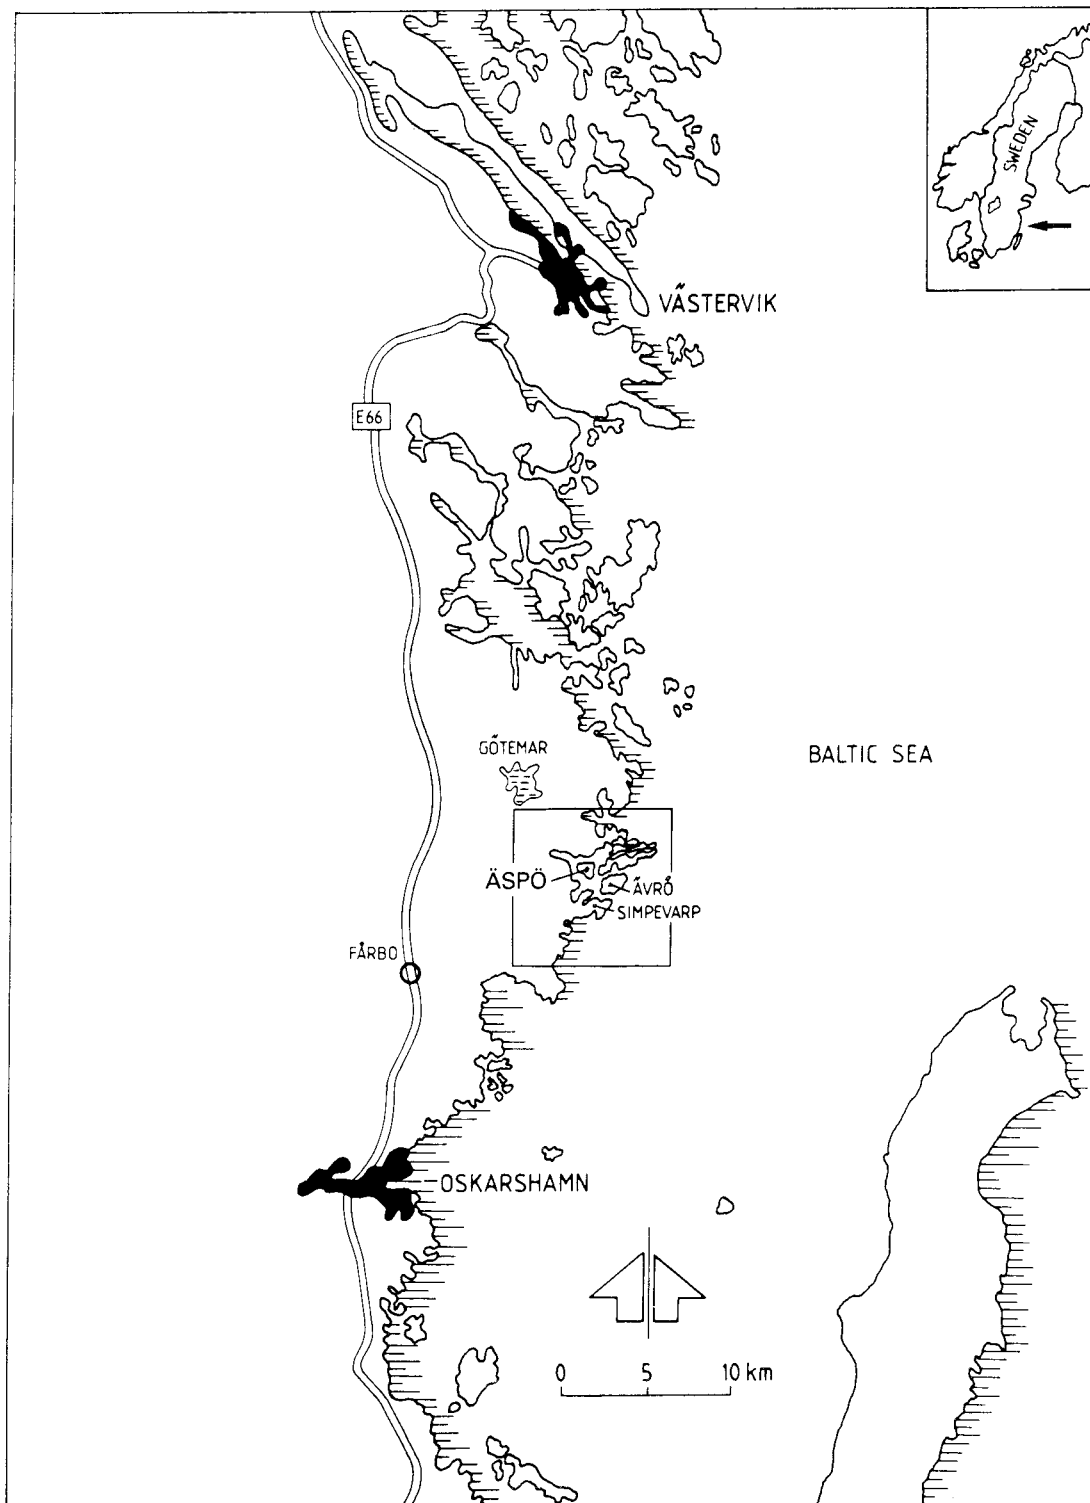 SWEDEN
VÄSTERVIK
E66
GÖTEMAR
BALTIC SEA
ÄSPÖ
ÄVRÖ
SIMPEVARP
FÅRBO
OSKARSHAMN
0 5 10 km